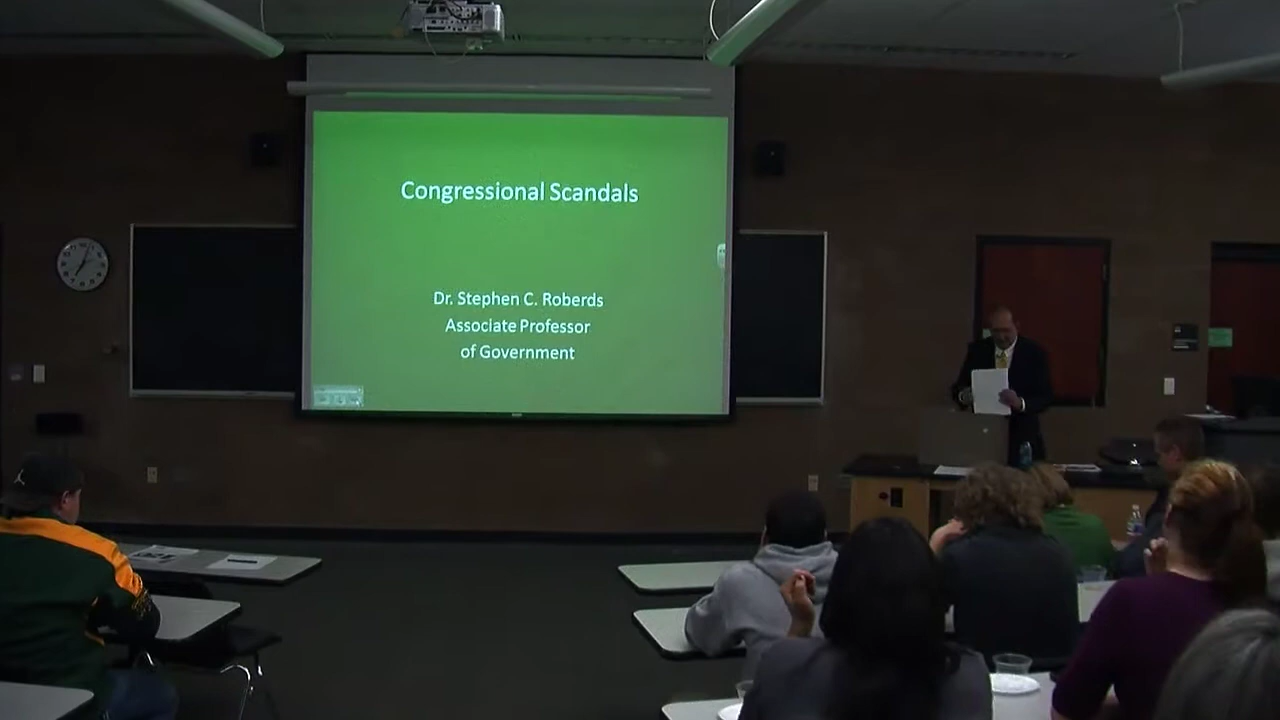 Congressional Scandals
Dr. Stephen C. Roberds
Associate Professor
of Government